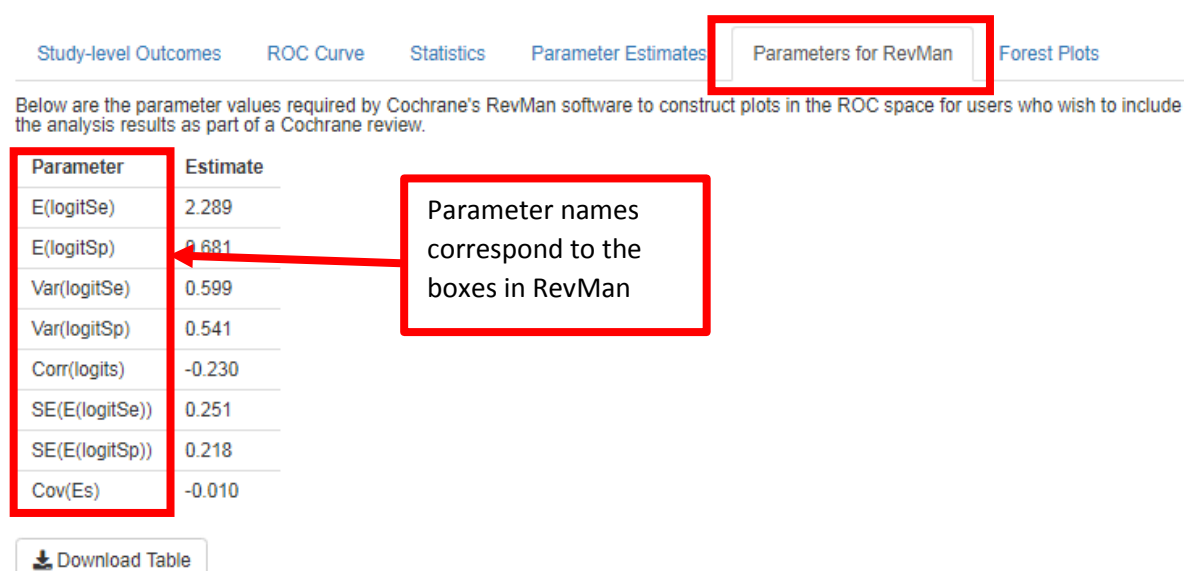 Study-level Outcomes ROC Curve Statistics Parameter Estimates Parameters for RevMan Forest Plots
Below are the parameter values required by Cochrane's RevMan software to construct plots in the ROC space for users who wish to include
the analysis results as part of a Cochrane review.
Parameter Estimate
E(logitSe) 2.289
E(logitSp) 0.681
Var(logitSe) 0.599
Var(logitSp) 0.541
Corr(logits) -0.230
SE(E(logitSe)) 0.251
SE(E(logitSp)) 0.218
Cov(Es) -0.010
Parameter names
correspond to the
boxes in RevMan
Download Table